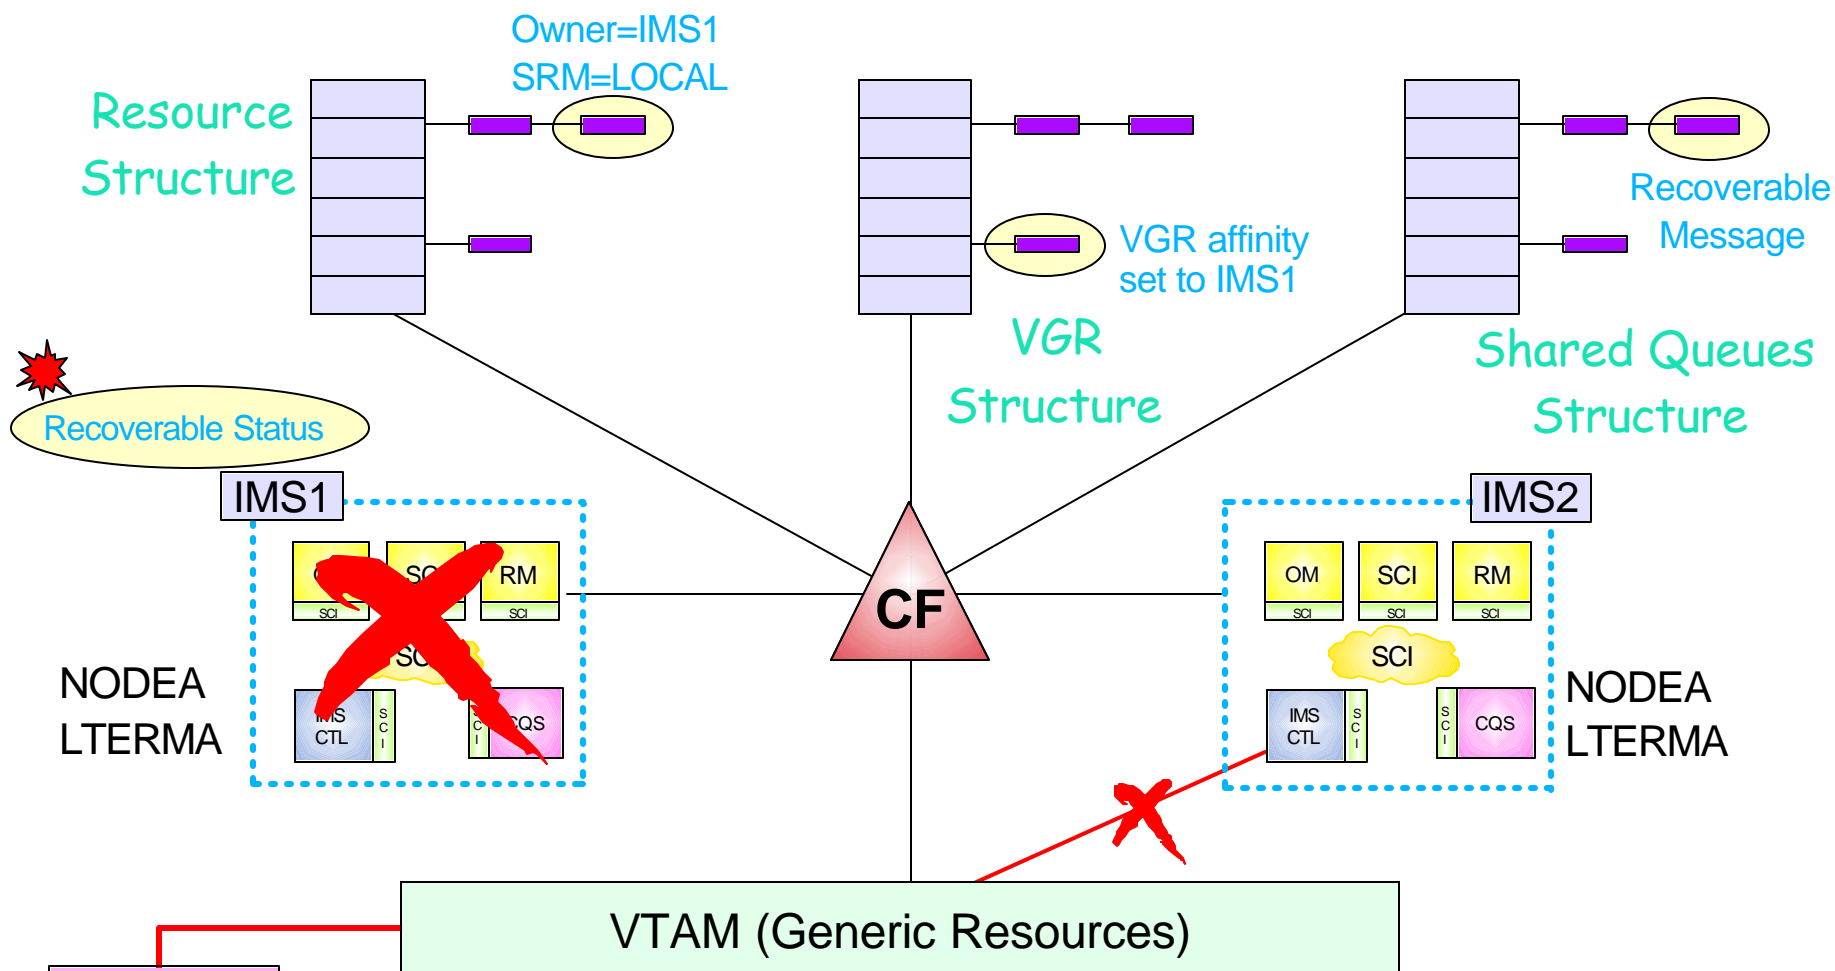 Owner=IMS1
SRM=LOCAL
Resource
Structure
VGR affinity
set to IMS1
VGR
Structure
Recoverable
Message
Shared Queues
Structure
Recoverable Status
IMS1
SCI
RM
SCI
SCI
NODEA
LTERMA
CTL
S
C
I
CQS
CF
IMS2
OM
SCI
RM
SCI
SCI
SCI
SCI
IMS
CTL
S
C
I
S
C
I
CQS
NODEA
LTERMA
VTAM (Generic Resources)